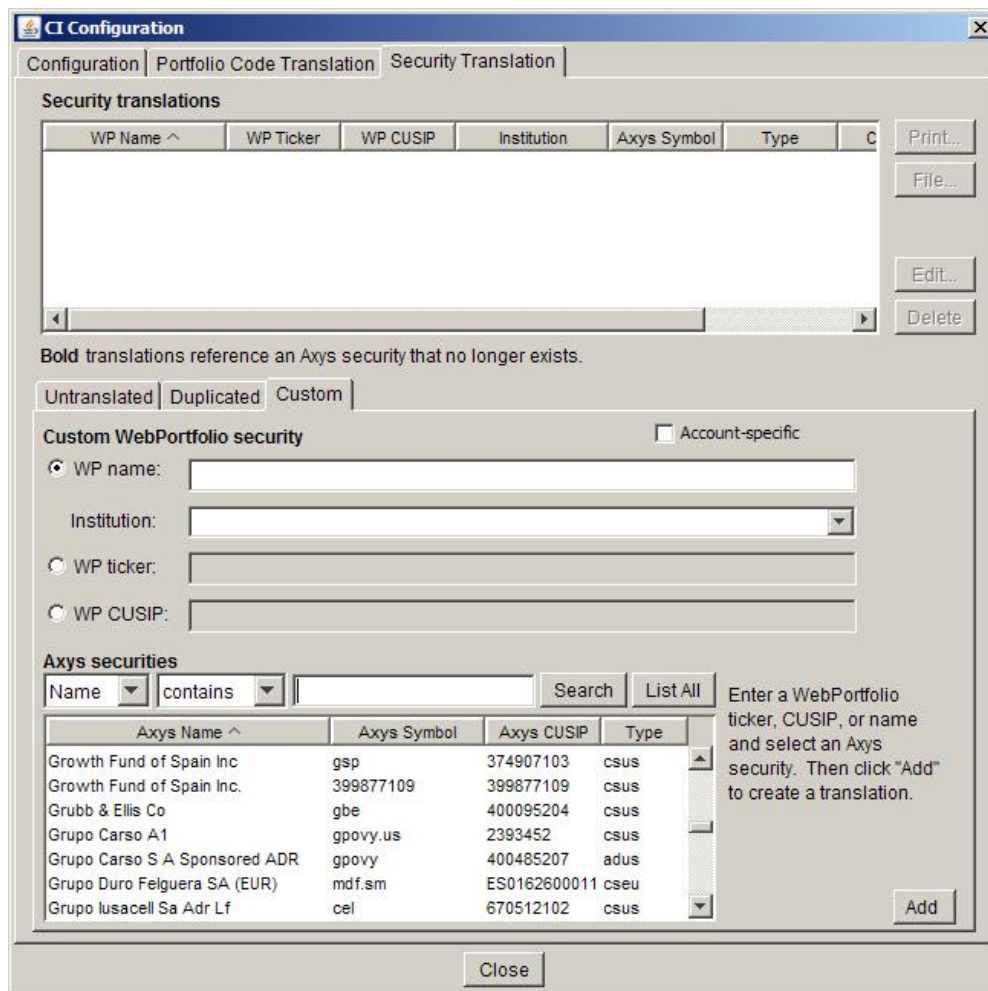 CI Configuration
Configuration Portfolio Code Translation Security Translation
Security translations
WP Name WP Ticker WP CUSIP Institution Axys Symbol Type C
Print...
File...
Edit...
Delete
Bold translations reference an Axys security that no longer exists.
Untranslated Duplicated Custom
Custom WebPortfolio security
Account-specific
WP name:
Institution:
WP ticker:
WP CUSIP:
Axys securities
Name contains Search List All
Enter a WebPortfolio
ticker, CUSIP, or name
and select an Axys
security. Then click "Add"
to create a translation.
Axys Name Axys Symbol Axys CUSIP Type
Growth Fund of Spain Inc gsp 374907103 csus
Growth Fund of Spain Inc. 399877109 399877109 csus
Grubb & Ellis Co gbe 400095204 csus
Grupo Carso A1 gpovy.us 2393452 csus
Grupo Carso S A Sponsored ADR gpovy 400485207 adus
Grupo Duro Felguera SA (EUR) mdf.sm ES0162600011 cseu
Grupo Iusacell Sa Adr Lf cel 670512102 csus
Add
Close